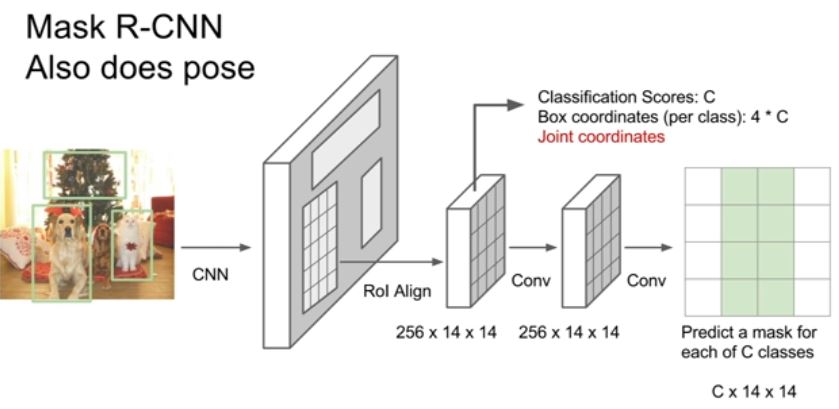 Mask R-CNN
Also does pose
Classification Scores: C
Box coordinates (per class): 4 * C
Joint coordinates
CNN
RoI Align
Conv
Conv
256 x 14 x 14
256 x 14 x 14
Predict a mask for
each of C classes
C x 14 x 14